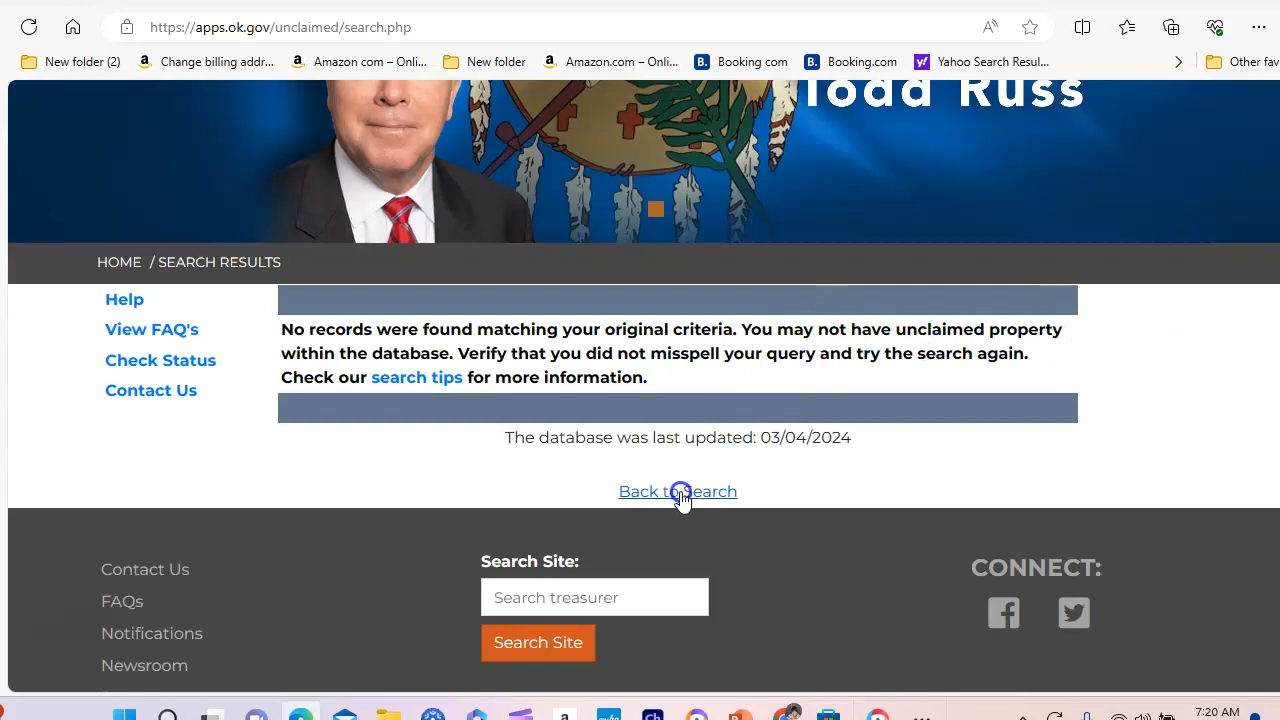 https://apps.ok.gov/unclaimed/search.php
New folder (2)
Change billing addr...
Amazon com – Onli...
New folder
Amazon.com – Onli...
Booking com
Booking.com
Yahoo Search Resul...
Other fav
Todd Russ
HOME / SEARCH RESULTS
Help
View FAQ's
Check Status
Contact Us
No records were found matching your original criteria. You may not have unclaimed property
within the database. Verify that you did not misspell your query and try the search again.
Check our search tips for more information.
The database was last updated: 03/04/2024
Back to Search
Contact Us
FAQs
Notifications
Newsroom
Search Site:
Search treasurer
Search Site
CONNECT:
7:20 AM